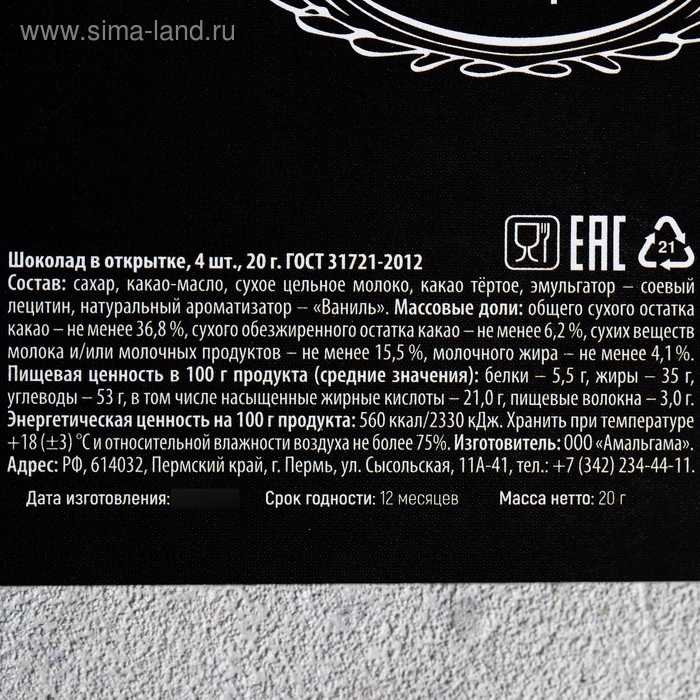 www.sima-land.ru
EAC
21
Шоколад в открытке, 4 шт., 20 г. ГОСТ 31721-2012
Состав: сахар, какао-масло, сухое цельное молоко, какао тёртое, эмульгатор – соевый
лецитин, натуральный ароматизатор – «Ваниль». Массовые доли: общего сухого остатка
какао – не менее 36,8 %, сухого обезжиренного остатка какао – не менее 6,2 %, сухих веществ
молока и/или молочных продуктов – не менее 15,5 %, молочного жира – не менее 4,1 %.
Пищевая ценность в 100 г продукта (средние значения): белки – 5,5 г, жиры – 35 г,
углеводы – 53 г, в том числе насыщенные жирные кислоты – 21,0 г, пищевые волокна – 3,0 г.
Энергетическая ценность на 100 г продукта: 560 ккал/2330 кДж. Хранить при температуре
+18 (±3) °С и относительной влажности воздуха не более 75%. Изготовитель: ООО «Амальгама».
Адрес: РФ, 614032, Пермский край, г. Пермь, ул. Сысольская, 11А-41, тел.: +7 (342) 234-44-11.
Дата изготовления: Срок годности: 12 месяцев Масса нетто: 20 г